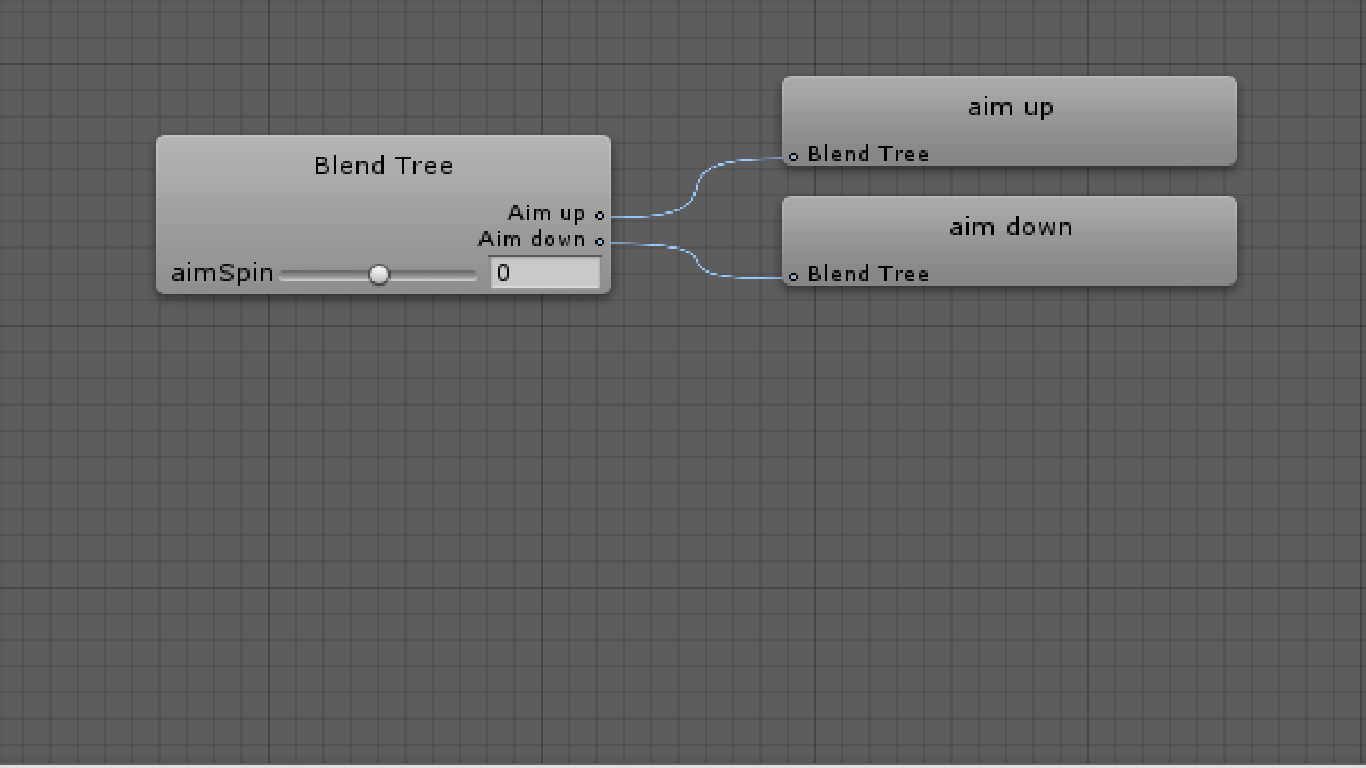 Blend Tree
Aim up
Aim down
aimSpin 0
aim up
Blend Tree
aim down
Blend Tree